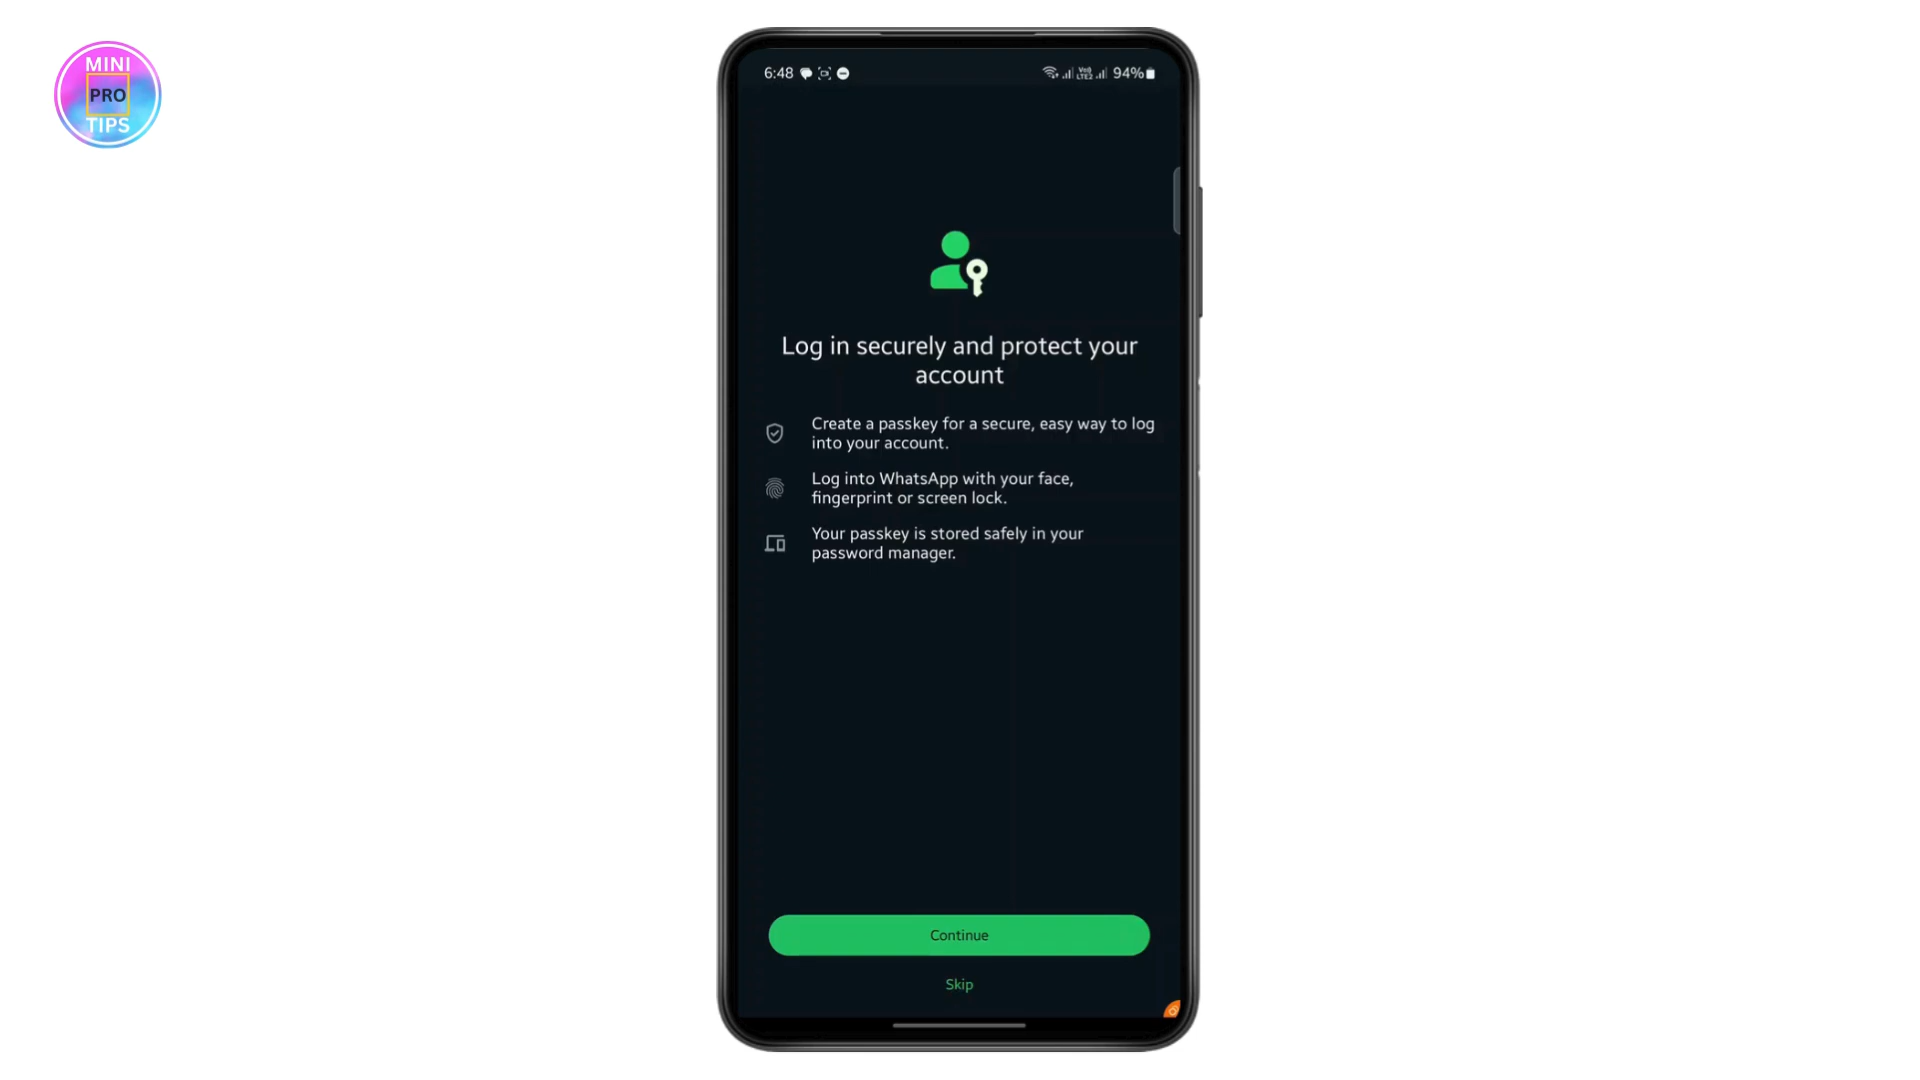 MINI
PRO
TIPS
6:48
Vo))
LTE2
94%
Log in securely and protect your
account
Create a passkey for a secure, easy way to log
into your account.
Log into WhatsApp with your face,
fingerprint or screen lock.
Your passkey is stored safely in your
password manager.
Continue
Skip